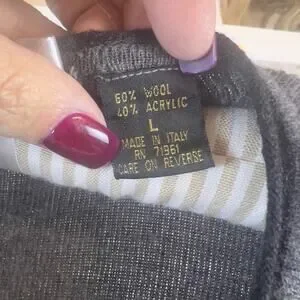 60% WOOL
40% ACRYLIC
L
MADE IN ITALY
RN 71961
CARE ON REVERSE